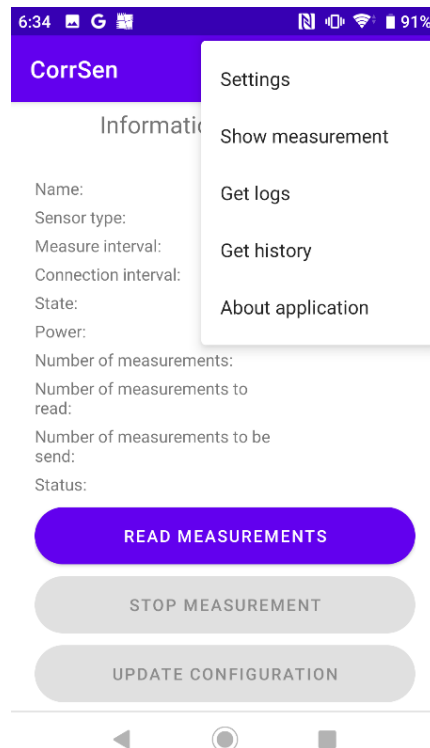 6:34 G 91%
CorrSen
Settings
Informatio
Show measurement
Name:
Get logs
Sensor type:
Measure interval:
Get history
Connection interval:
State:
About application
Power:
Number of measurements:
Number of measurements to
read:
Number of measurements to be
send:
Status:
READ MEASUREMENTS
STOP MEASUREMENT
UPDATE CONFIGURATION